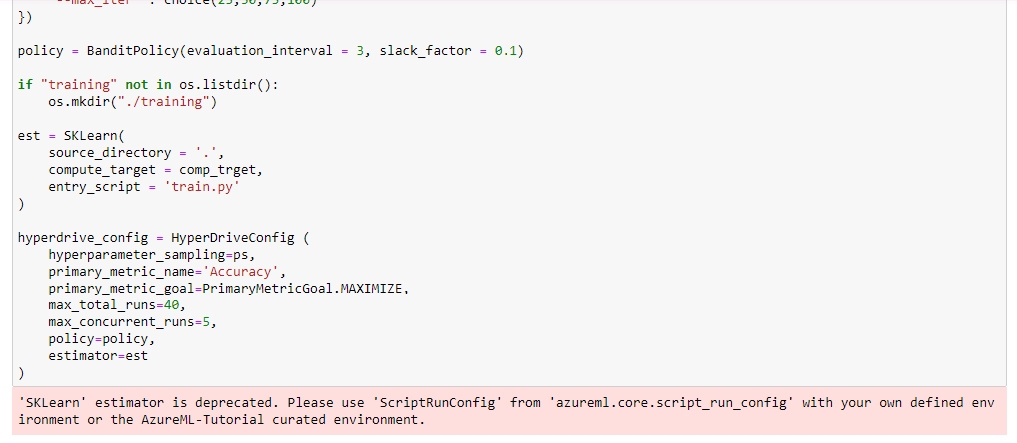 '--max_iter' : choice(25,50,75,100)
})
policy = BanditPolicy(evaluation_interval = 3, slack_factor = 0.1)
if "training" not in os.listdir():
    os.mkdir("./training")
est = SKLearn(
    source_directory = '.',
    compute_target = comp_trget,
    entry_script = 'train.py'
)
hyperdrive_config = HyperDriveConfig (
    hyperparameter_sampling=ps,
    primary_metric_name='Accuracy',
    primary_metric_goal=PrimaryMetricGoal.MAXIMIZE,
    max_total_runs=40,
    max_concurrent_runs=5,
    policy=policy,
    estimator=est
)
'SKLearn' estimator is deprecated. Please use 'ScriptRunConfig' from 'azureml.core.script_run_config' with your own defined env
ironment or the AzureML-Tutorial curated environment.